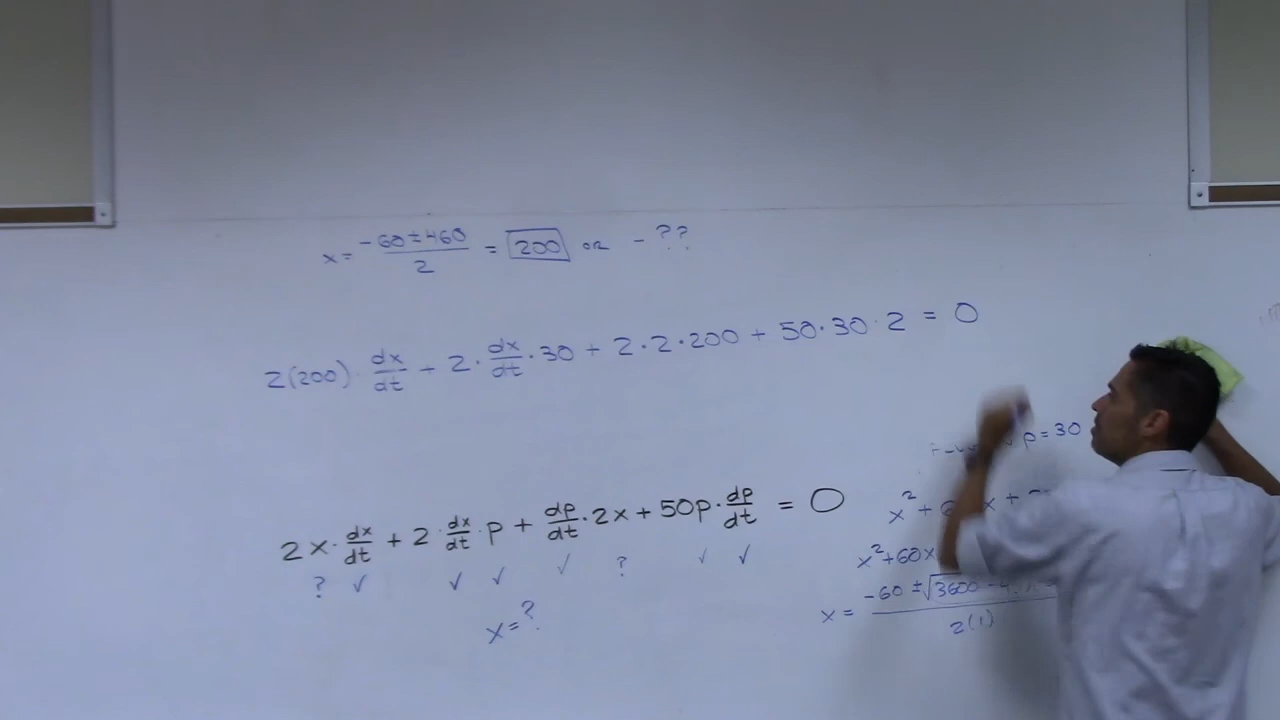 x = (-60 ± 460)/2 = 200 or - ??
2(200) · dx/dt + 2 · dx/dt · 30 + 2 · 2 · 200 + 50 · 30 · 2 = 0
p = 30
2x · dx/dt + 2 · dx/dt · p + dp/dt · 2x + 50p · dp/dt = 0
? ✓ ✓ ✓ ✓ ? ✓ ✓
x = ?
x² +
x² + 60x
x = -60 ± √3600 - 4
2(1)